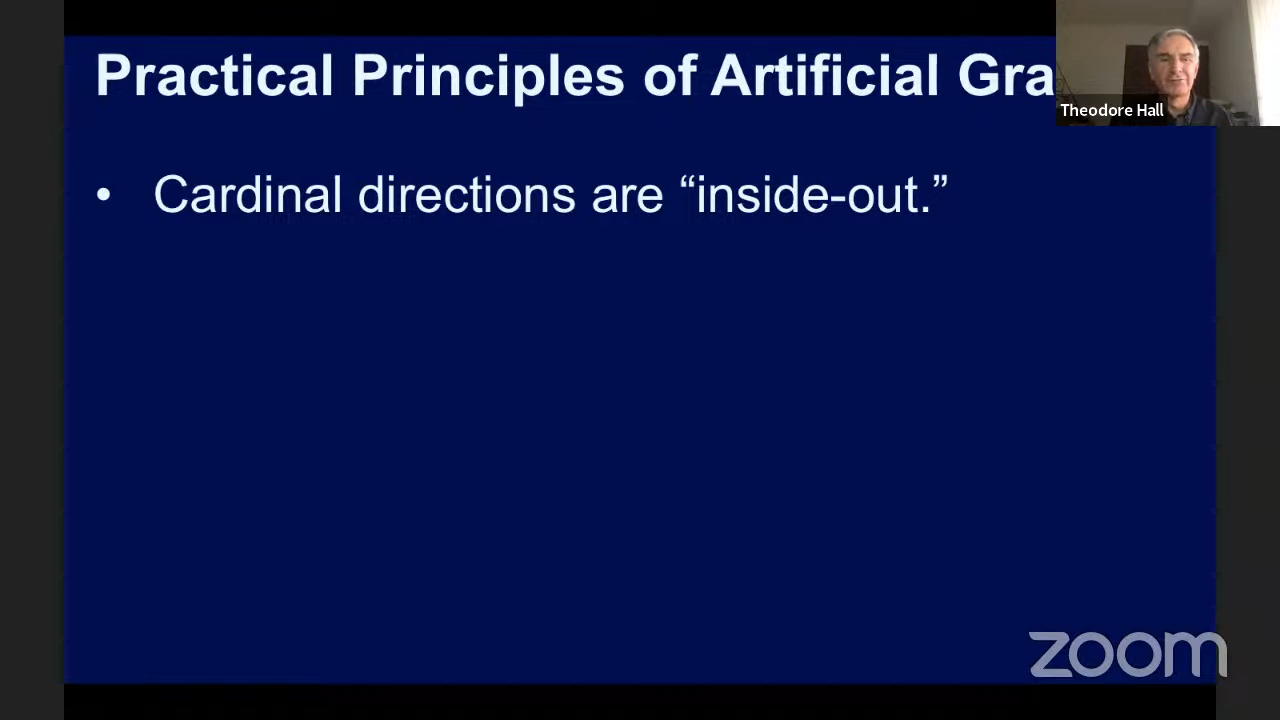 Practical Principles of Artificial Gra
Theodore Hall
• Cardinal directions are “inside-out.”
zoom